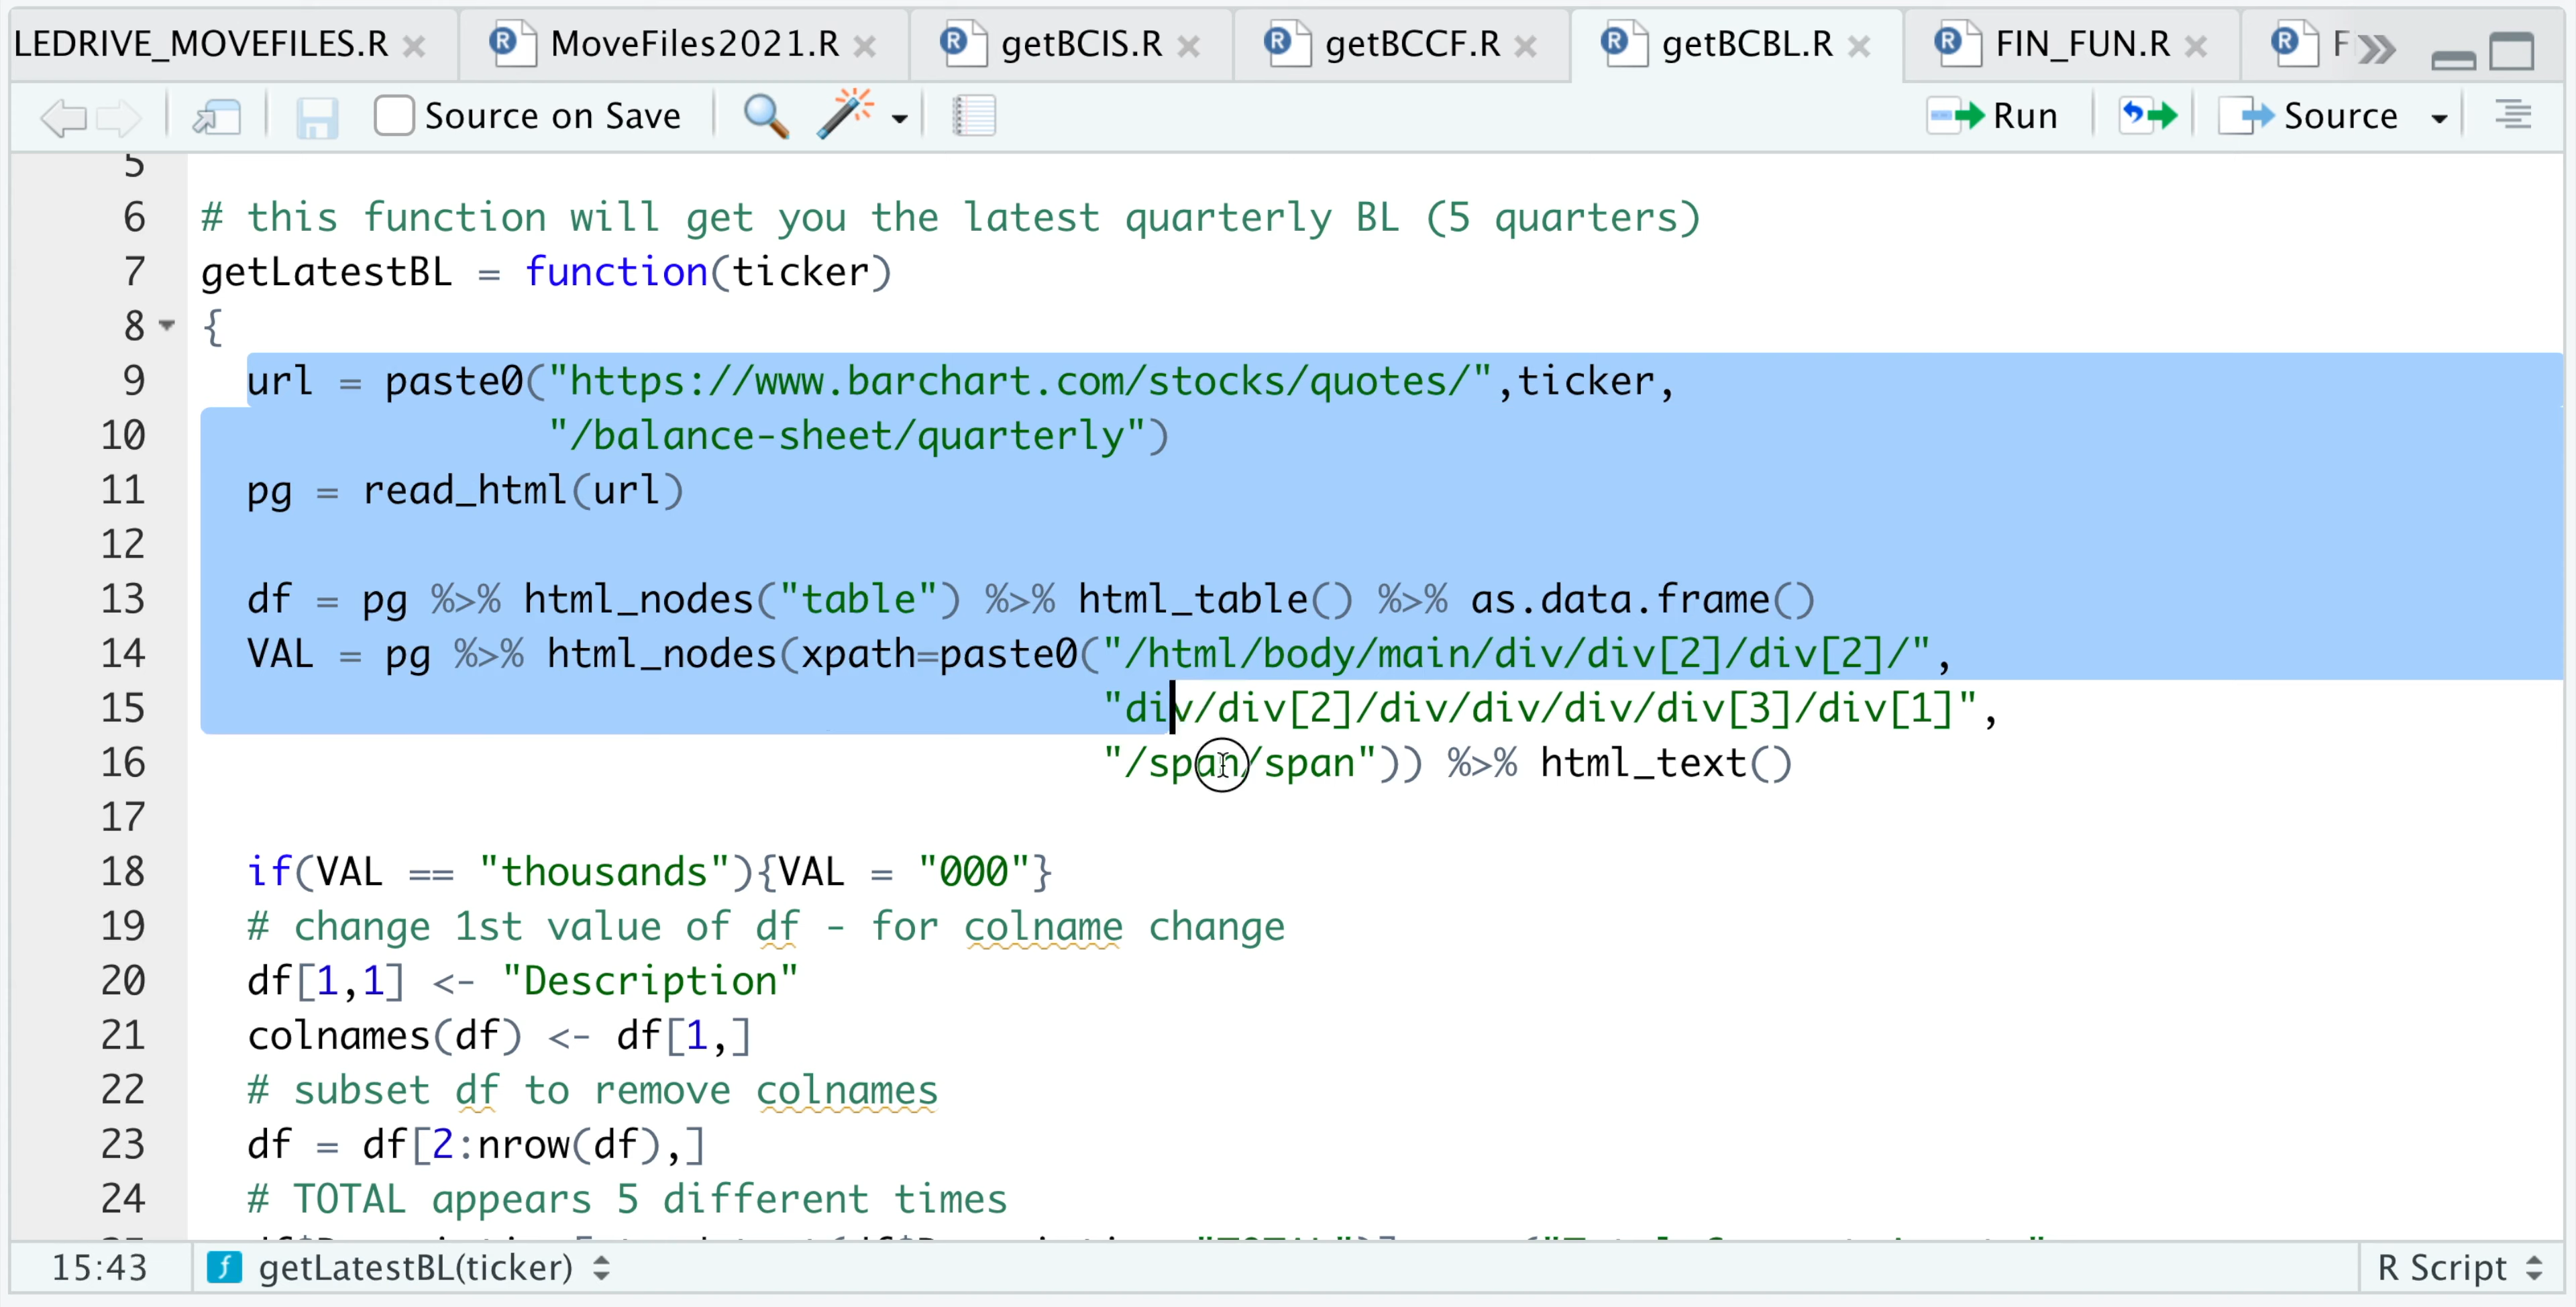 LEDRIVE_MOVEFILES.R MoveFiles2021.R getBCIS.R getBCCF.R getBCBL.R FIN_FUN.R F
Source on Save Run Source
5
6 # this function will get you the latest quarterly BL (5 quarters)
7 getLatestBL = function(ticker)
8 {
9 url = paste0("https://www.barchart.com/stocks/quotes/",ticker,
10 "/balance-sheet/quarterly")
11 pg = read_html(url)
12
13 df = pg %>% html_nodes("table") %>% html_table() %>% as.data.frame()
14 VAL = pg %>% html_nodes(xpath=paste0("/html/body/main/div/div[2]/div[2]/",
15 "div/div[2]/div/div/div/div[3]/div[1]",
16 "/span/span")) %>% html_text()
17
18 if(VAL == "thousands"){VAL = "000"}
19 # change 1st value of df - for colname change
20 df[1,1] <- "Description"
21 colnames(df) <- df[1,]
22 # subset df to remove colnames
23 df = df[2:nrow(df),]
24 # TOTAL appears 5 different times
15:43 getLatestBL(ticker) R Script